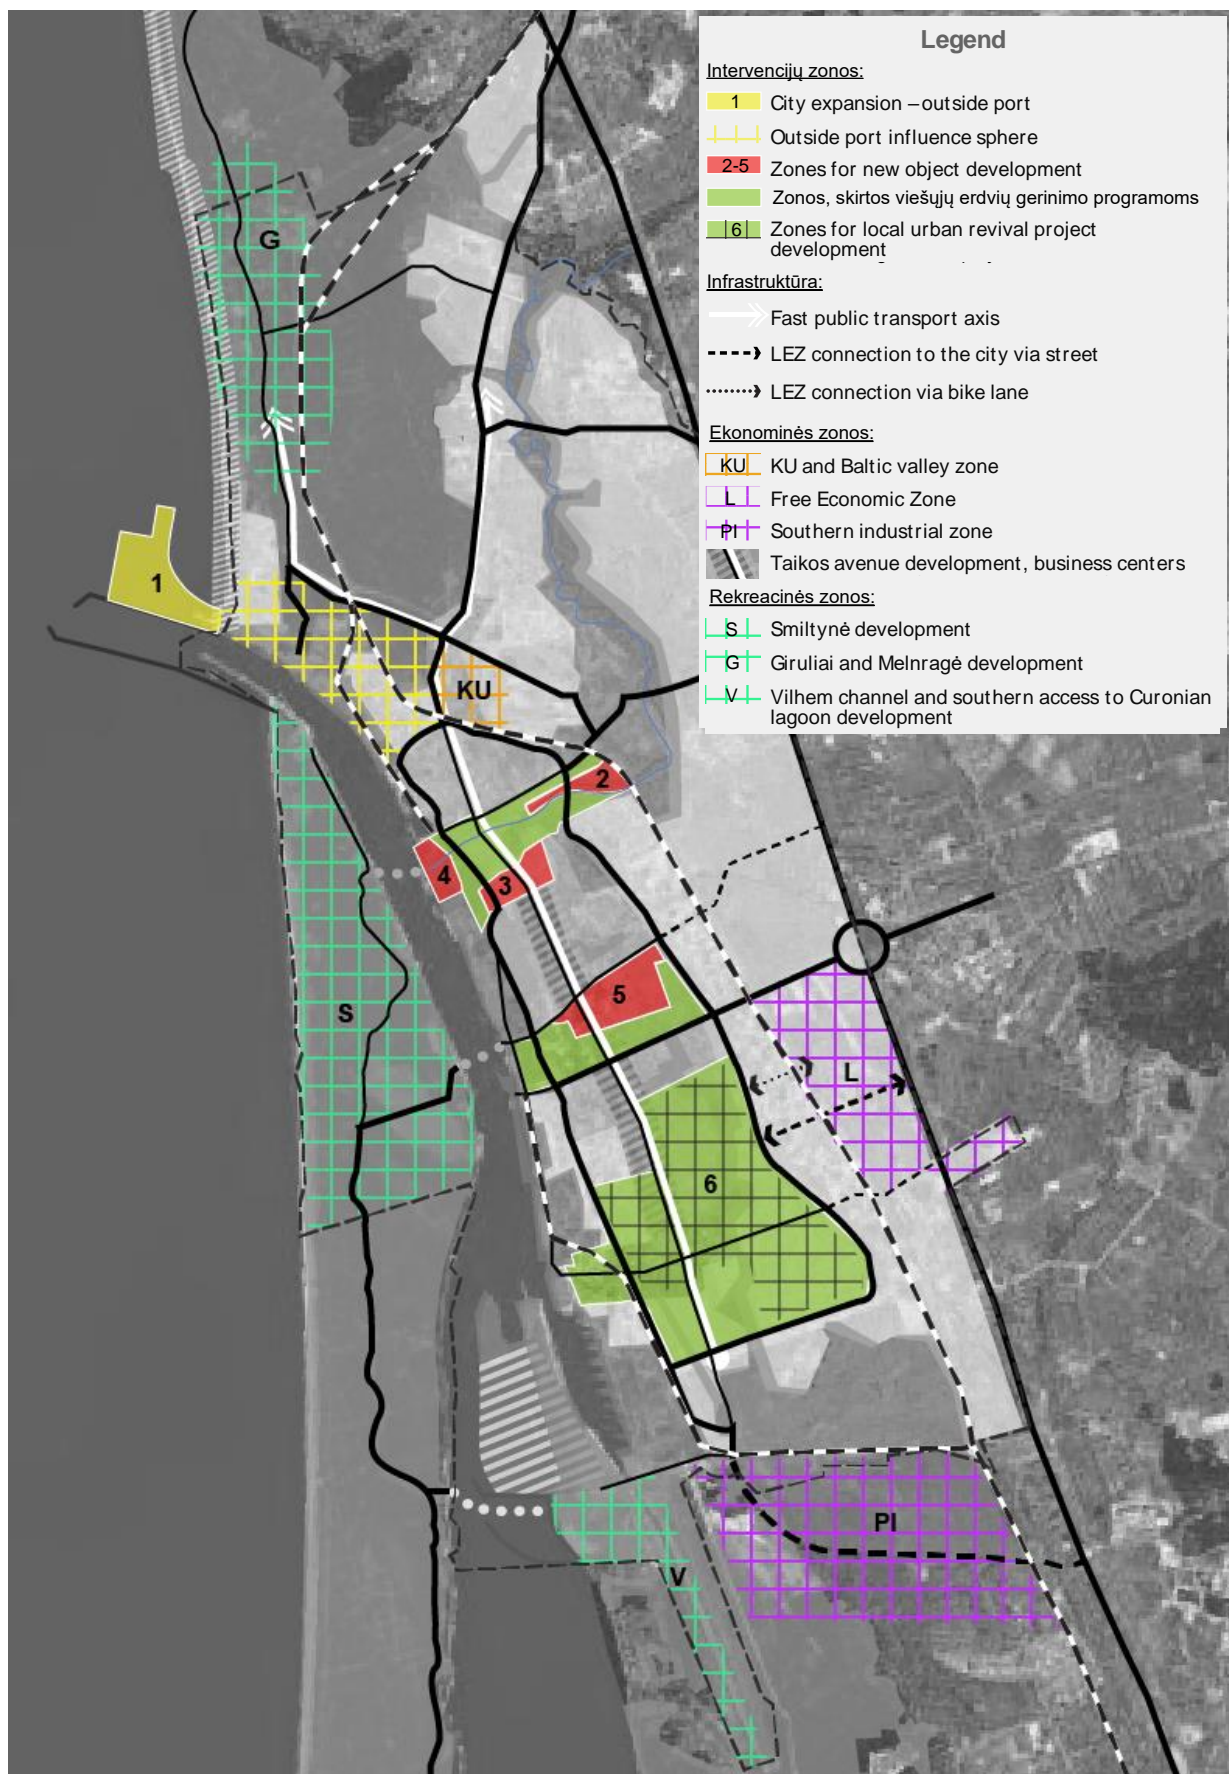 Legend
Intervencijų zonos:
1 City expansion – outside port
Outside port influence sphere
2-5 Zones for new object development
Zonos, skirtos viešųjų erdvių gerinimo programoms
6 Zones for local urban revival project
development
Infrastruktūra:
Fast public transport axis
LEZ connection to the city via street
LEZ connection via bike lane
Ekonominės zonos:
KU KU and Baltic valley zone
L Free Economic Zone
PI Southern industrial zone
Taikos avenue development, business centers
Rekreacinės zonos:
S Smiltynė development
G Giruliai and Melnragė development
V Vilhem channel and southern access to Curonian
lagoon development
G
1
KU
2
4
3
5
S
L
6
PI
V